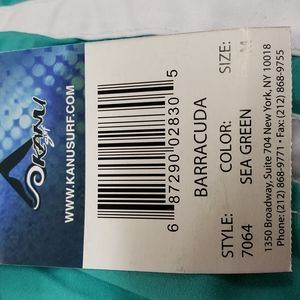 KANU
Surf
WWW.KANUSURF.COM
6 87290 02830 5
BARRACUDA
STYLE: COLOR: SIZE:
7064 SEA GREEN M
1350 Broadway, Suite 704 New York, NY 10018
Phone: (212) 868-9771 • Fax: (212) 868-9755